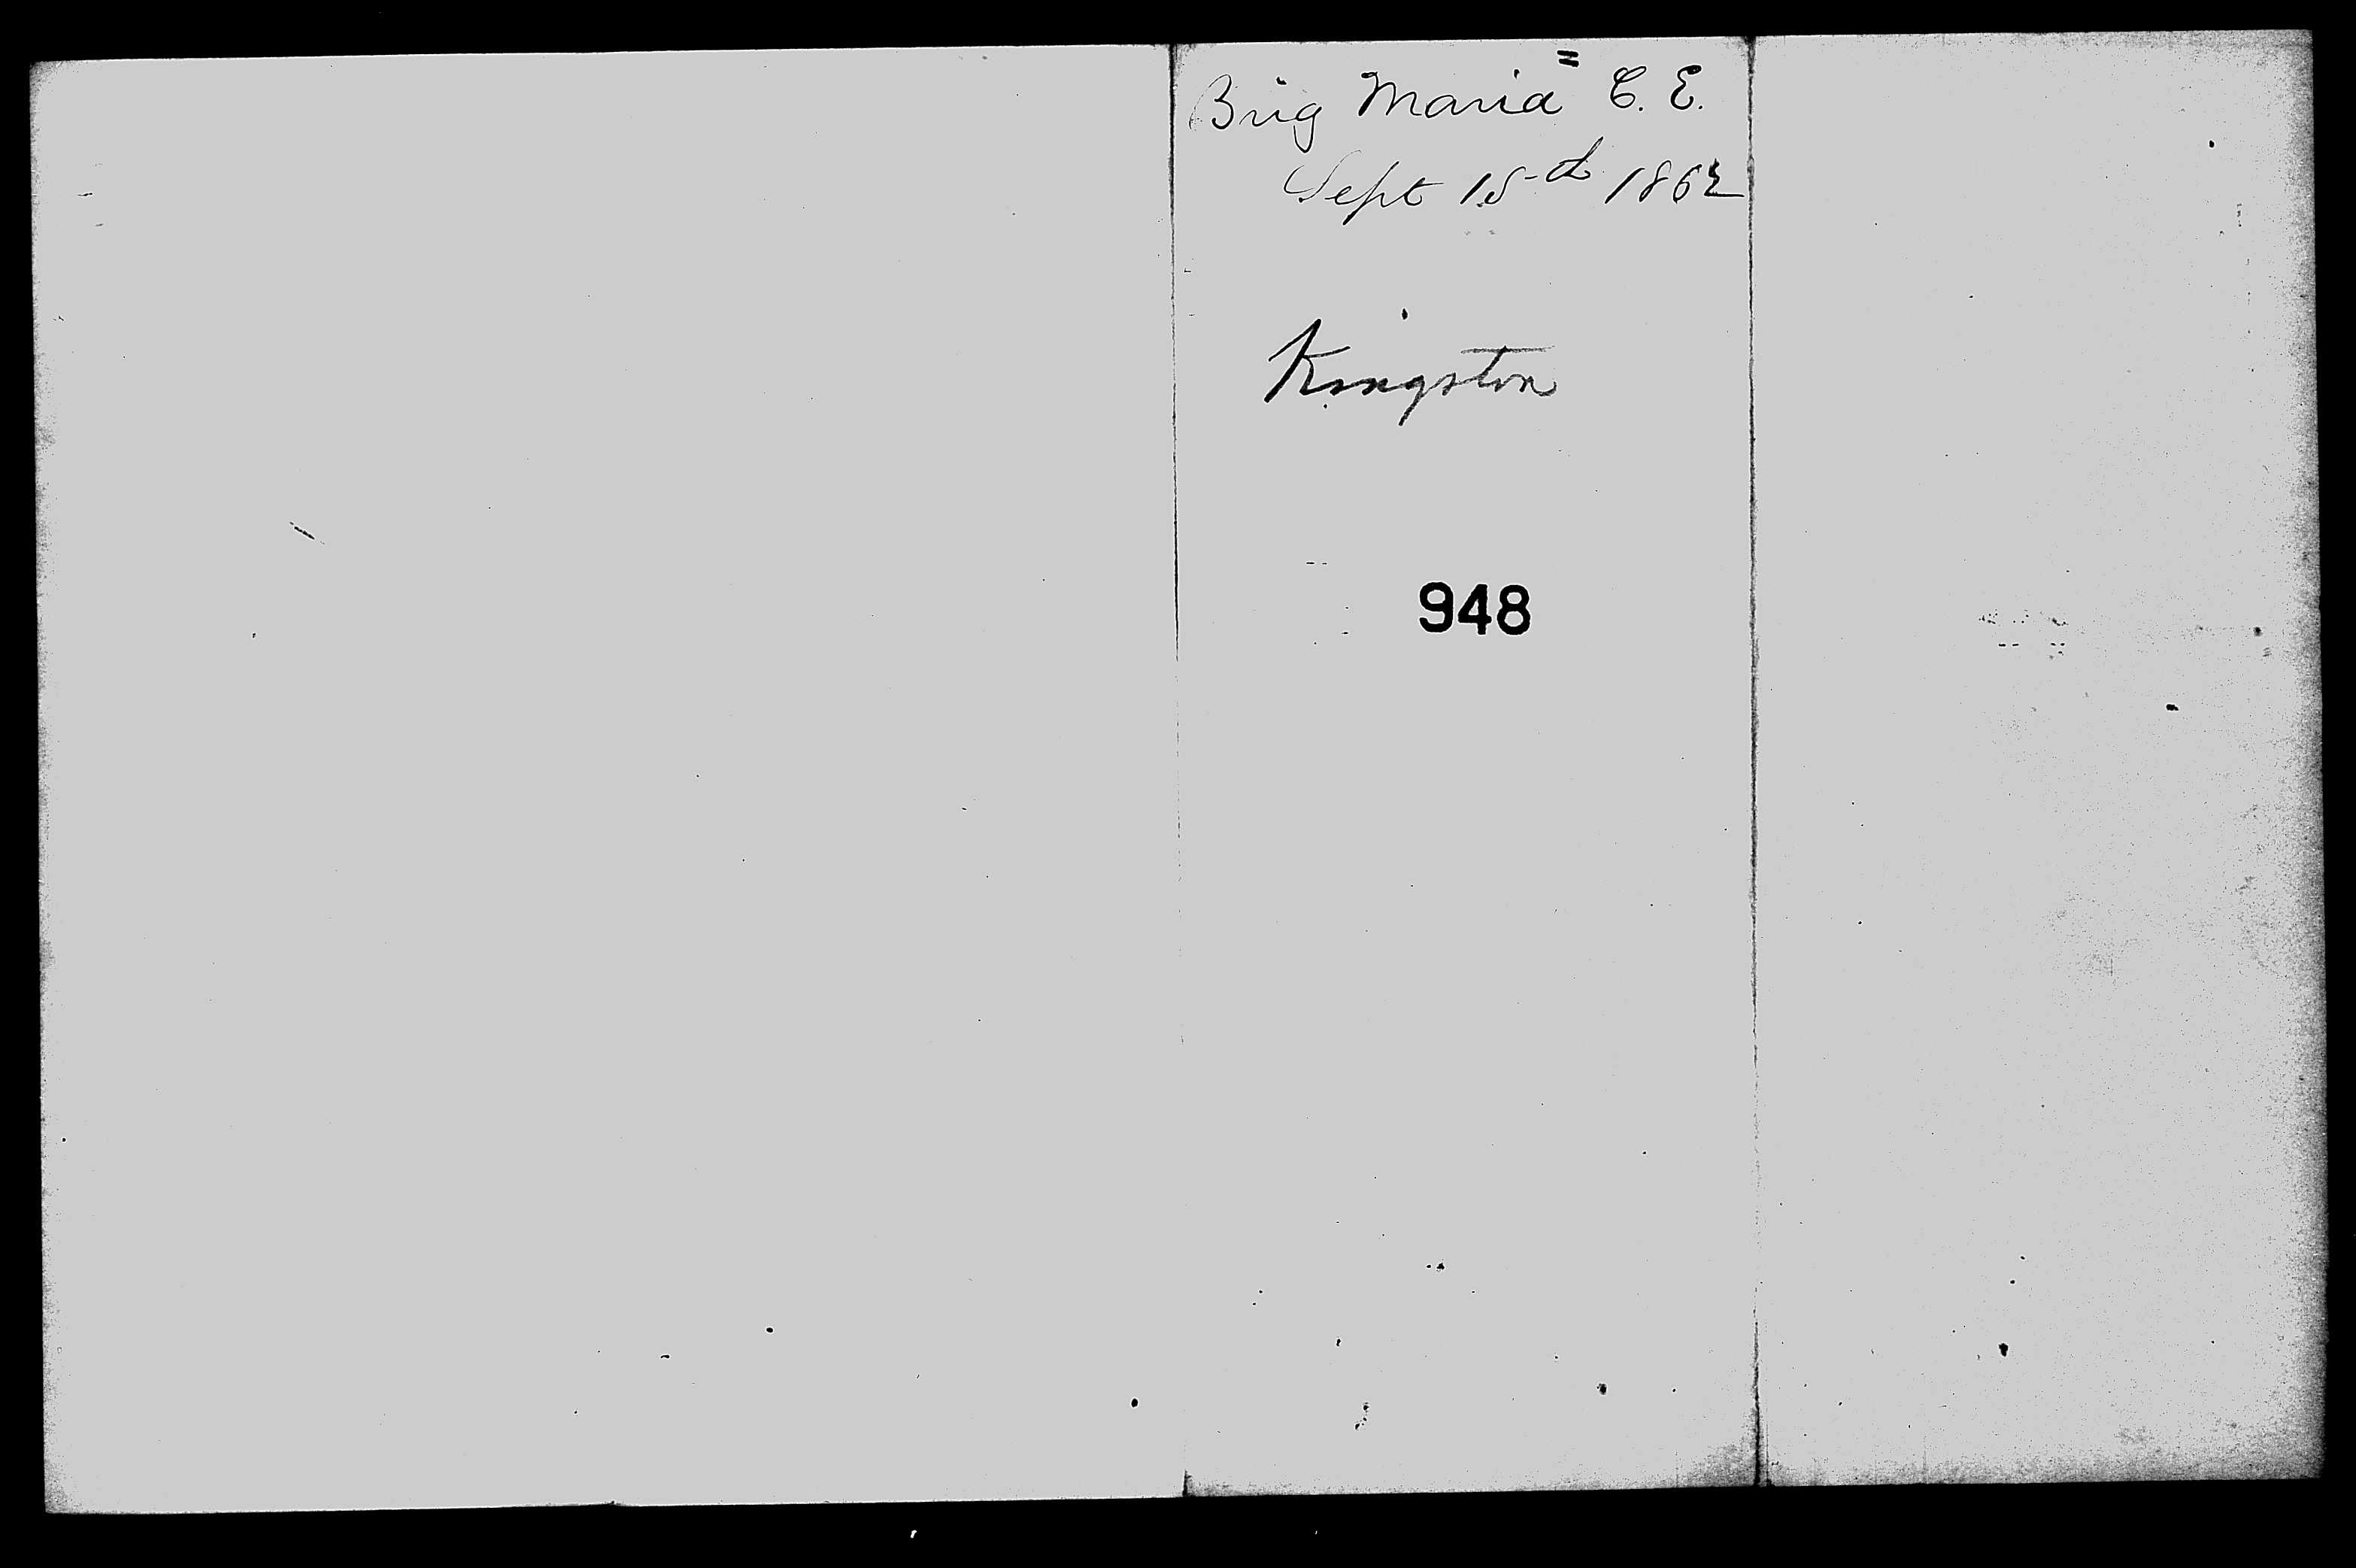 Brig Maria C. E.
Sept 15th 1862
Kingston
948